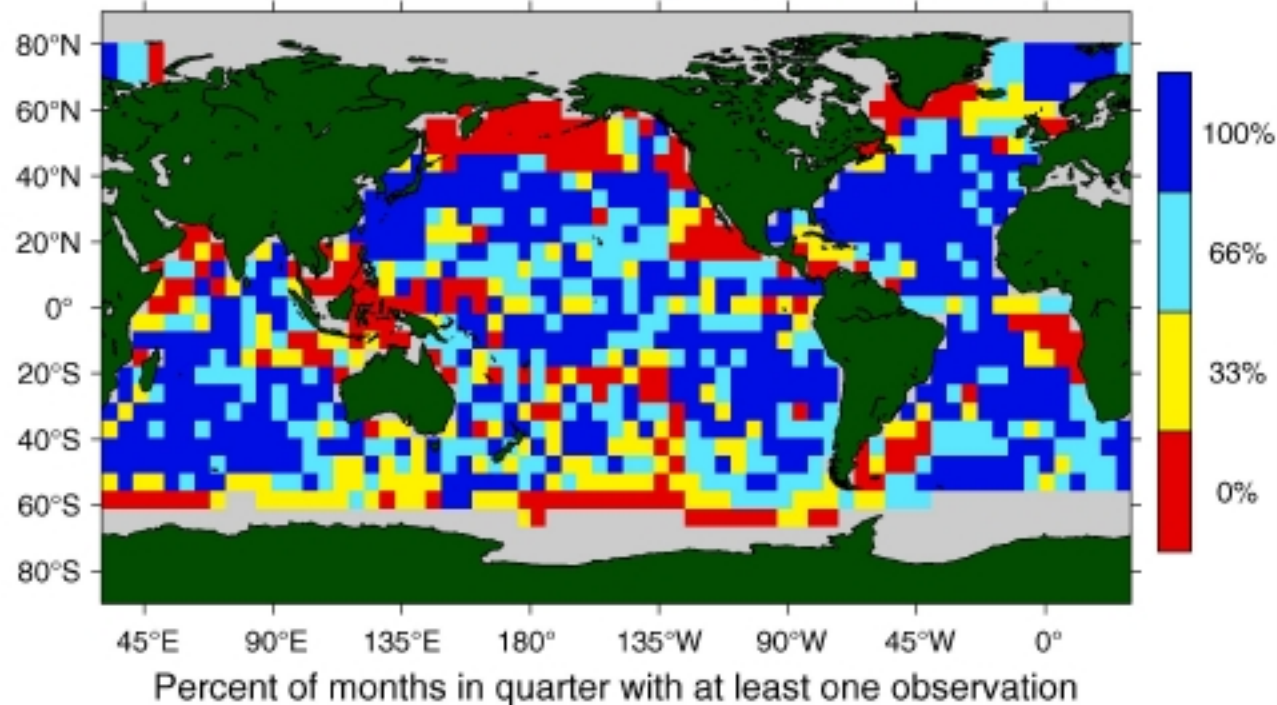 80°N
60°N
40°N
20°N
0°
20°S
40°S
60°S
80°S
45°E 90°E 135°E 180° 135°W 90°W 45°W 0°
100%
66%
33%
0%
Percent of months in quarter with at least one observation